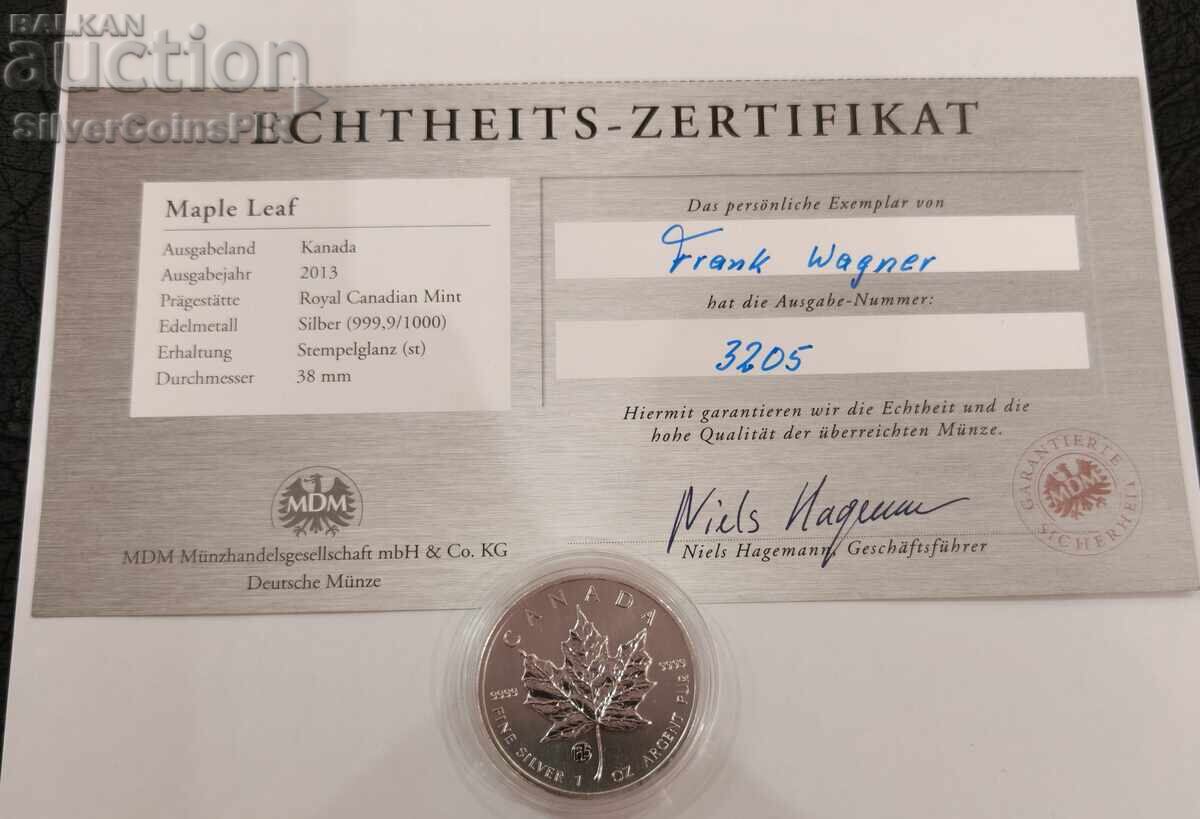 BALKAN
auction
SilverCoinsPLR
ECHTHEITS-ZERTIFIKAT
Maple Leaf
Ausgabeland Kanada
Ausgabejahr 2013
Prägestätte Royal Canadian Mint
Edelmetall Silber (999,9/1000)
Erhaltung Stempelglanz (st)
Durchmesser 38 mm
Das persönliche Exemplar von
Frank Wagner
hat die Ausgabe-Nummer:
3205
Hiermit garantieren wir die Echtheit und die
hohe Qualität der überreichten Münze.
MDM
MDM Münzhandelsgesellschaft mbH & Co. KG
Deutsche Münze
Niels Hagemann
Niels Hagemann, Geschäftsführer
GARANTIERTE
MDM
SICHERHEIT
CANADA
9999
9999
FINE SILVER 1 OZ ARGENT PUR